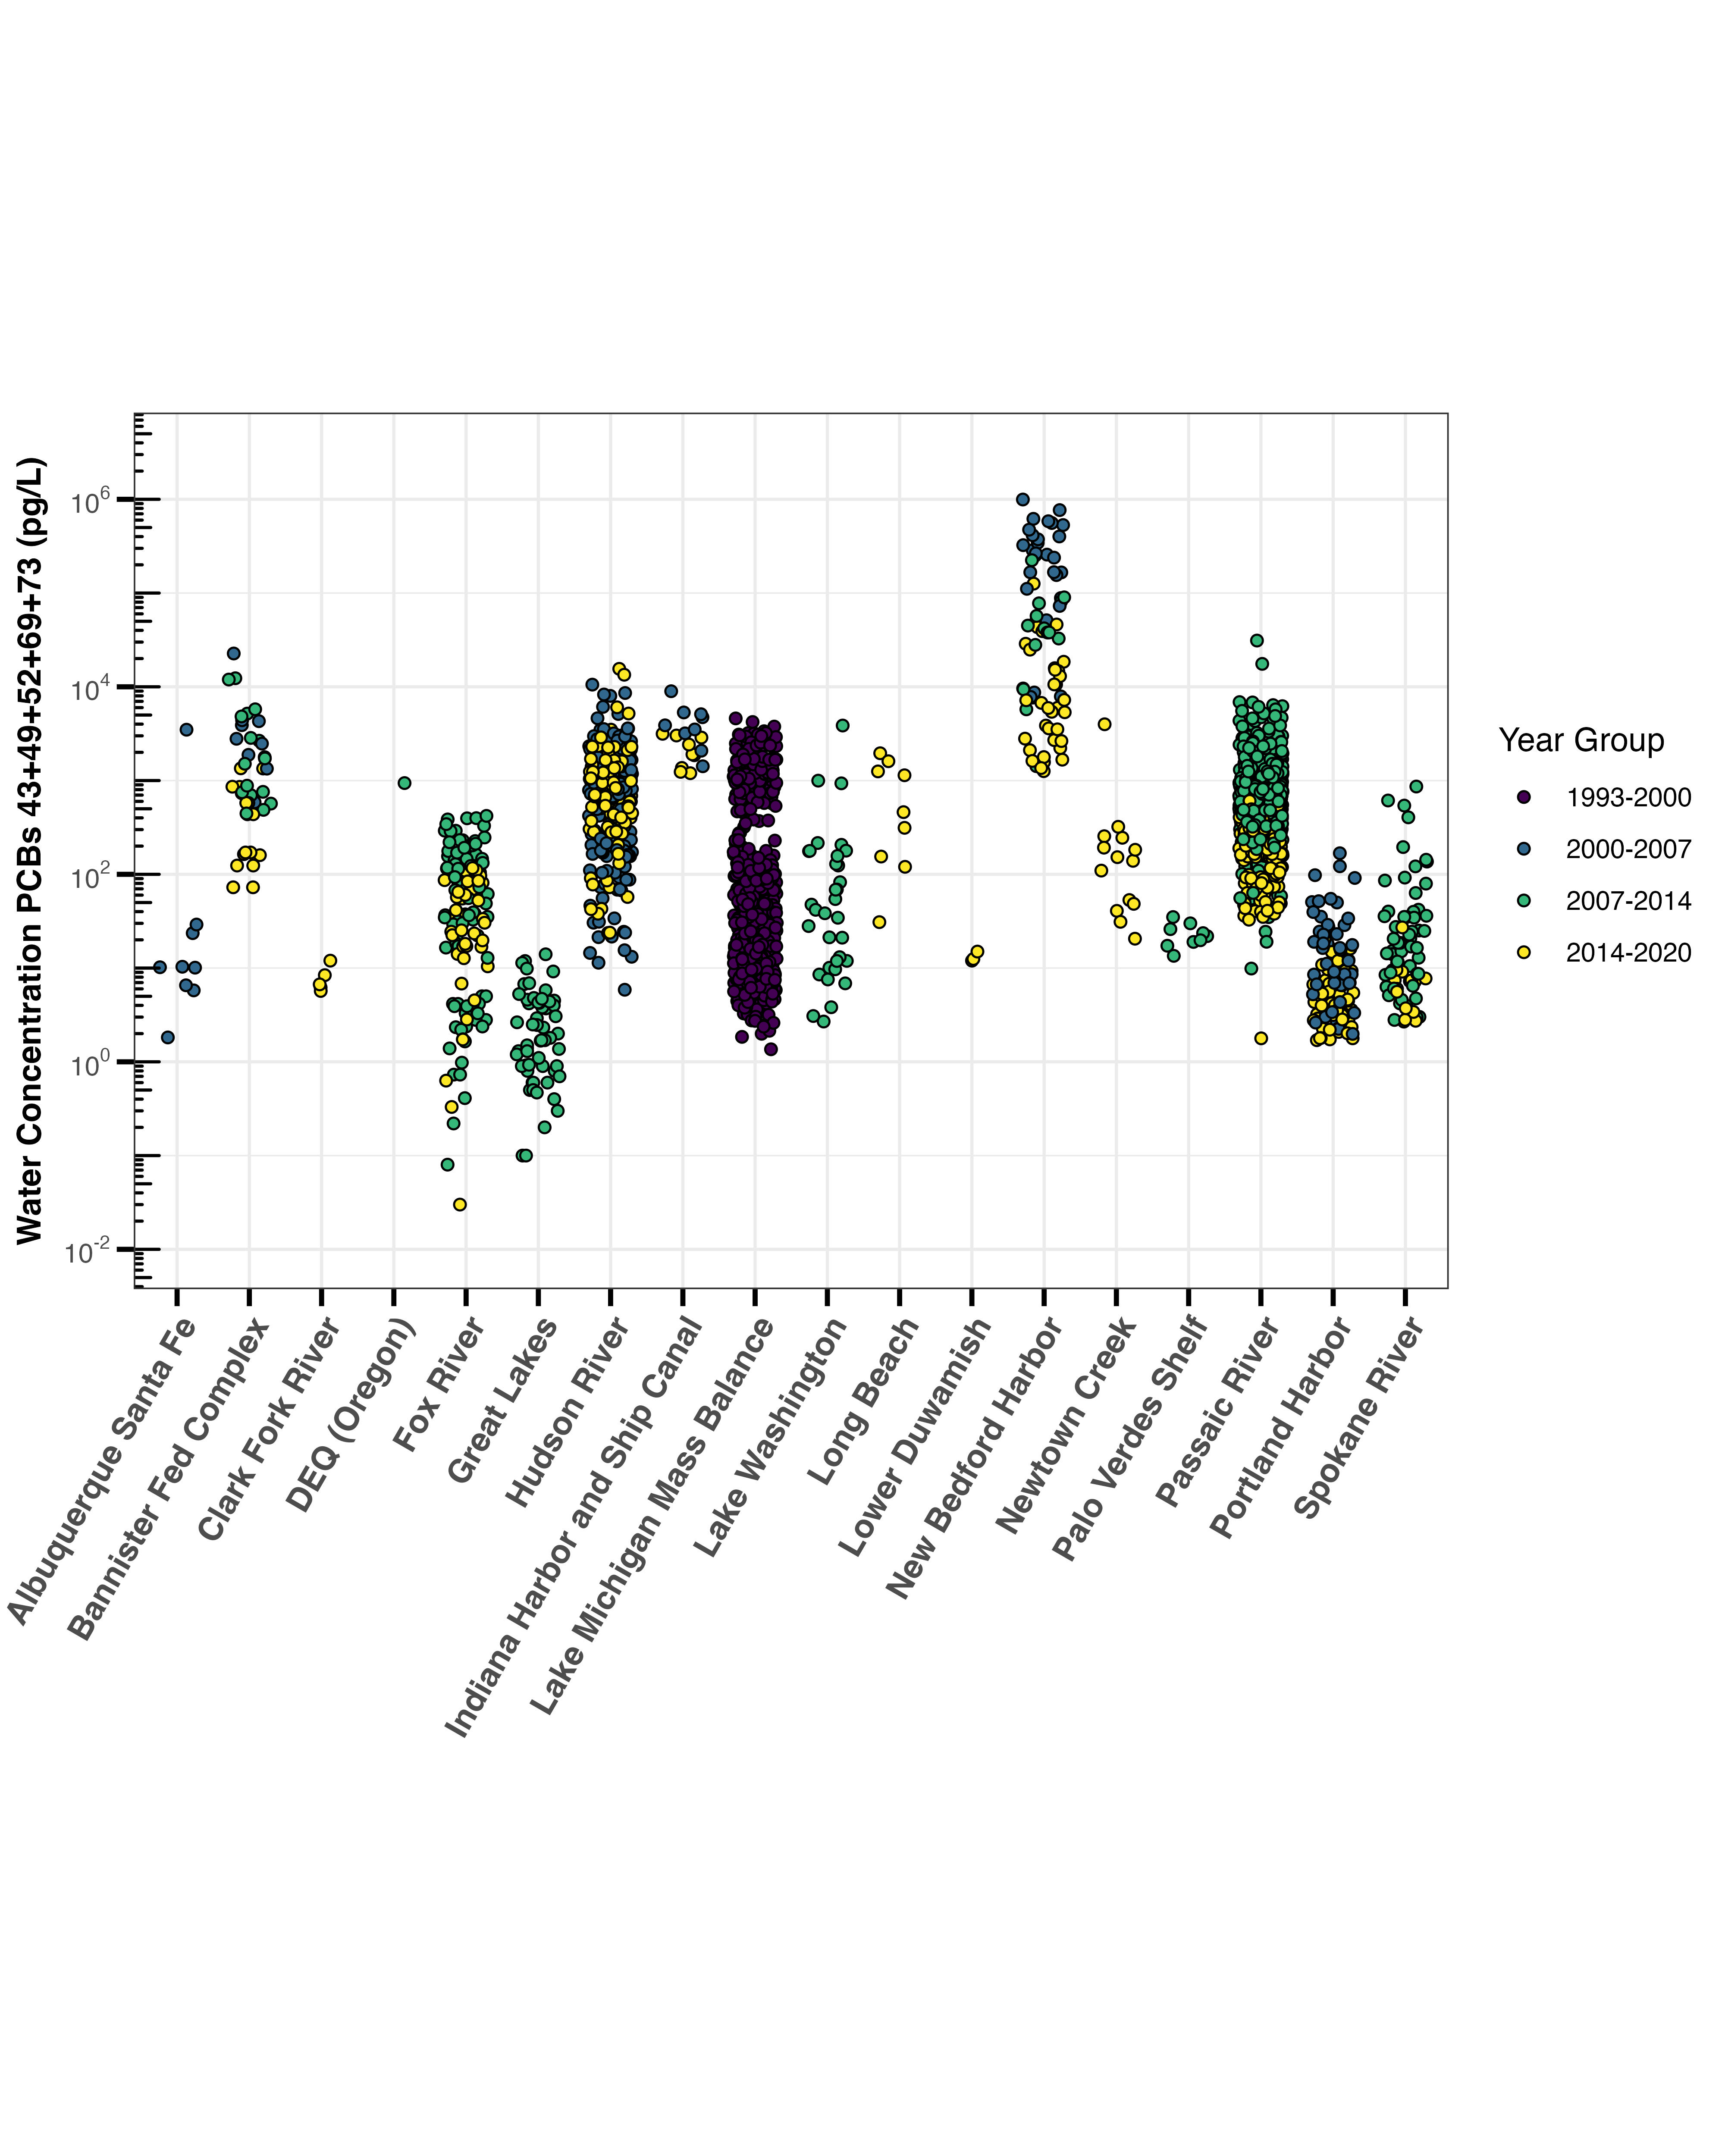 Water Concentration PCBs 43+49+52+69+73 (pg/L)
10^6
10^4
10^2
10^0
10^-2
Albuquerque Santa Fe
Bannister Fed Complex
Clark Fork River
DEQ (Oregon)
Fox River
Great Lakes
Hudson River
Indiana Harbor and Ship Canal
Lake Michigan Mass Balance
Lake Washington
Long Beach
Lower Duwamish
New Bedford Harbor
Newtown Creek
Palo Verdes Shelf
Passaic River
Portland Harbor
Spokane River
Year Group
1993-2000
2000-2007
2007-2014
2014-2020